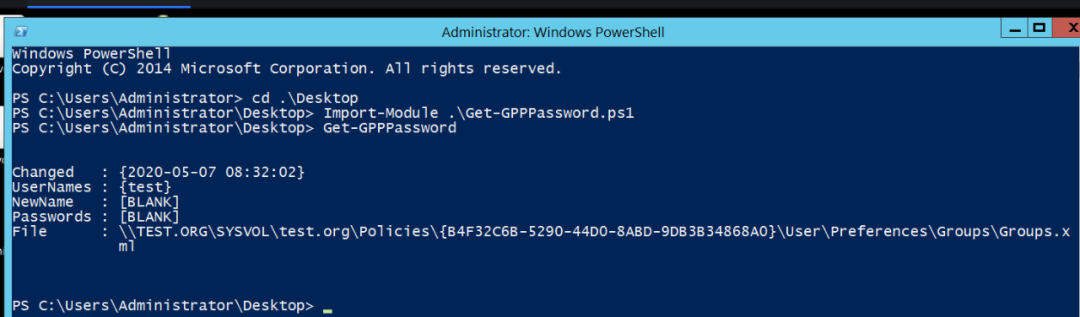 Administrator: Windows PowerShell
Windows PowerShell
Copyright (C) 2014 Microsoft Corporation. All rights reserved.
PS C:\Users\Administrator> cd .\Desktop
PS C:\Users\Administrator\Desktop> Import-Module .\Get-GPPPassword.ps1
PS C:\Users\Administrator\Desktop> Get-GPPPassword
Changed   : {2020-05-07 08:32:02}
UserNames : {test}
NewName   : [BLANK]
Passwords : [BLANK]
File      : \\TEST.ORG\SYSVOL\test.org\Policies\{B4F32C6B-5290-44D0-8ABD-9DB3B34868A0}\User\Preferences\Groups\Groups.x
ml
PS C:\Users\Administrator\Desktop>